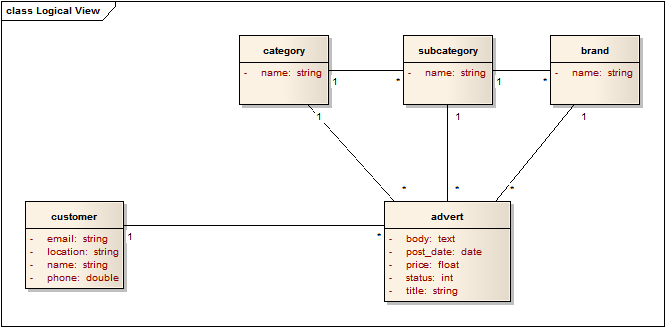 class Logical View
category
- name: string
subcategory
- name: string
brand
- name: string
1
*
1
*
1
1
1
*
*
*
customer
- email: string
- location: string
- name: string
- phone: double
1
*
advert
- body: text
- post_date: date
- price: float
- status: int
- title: string